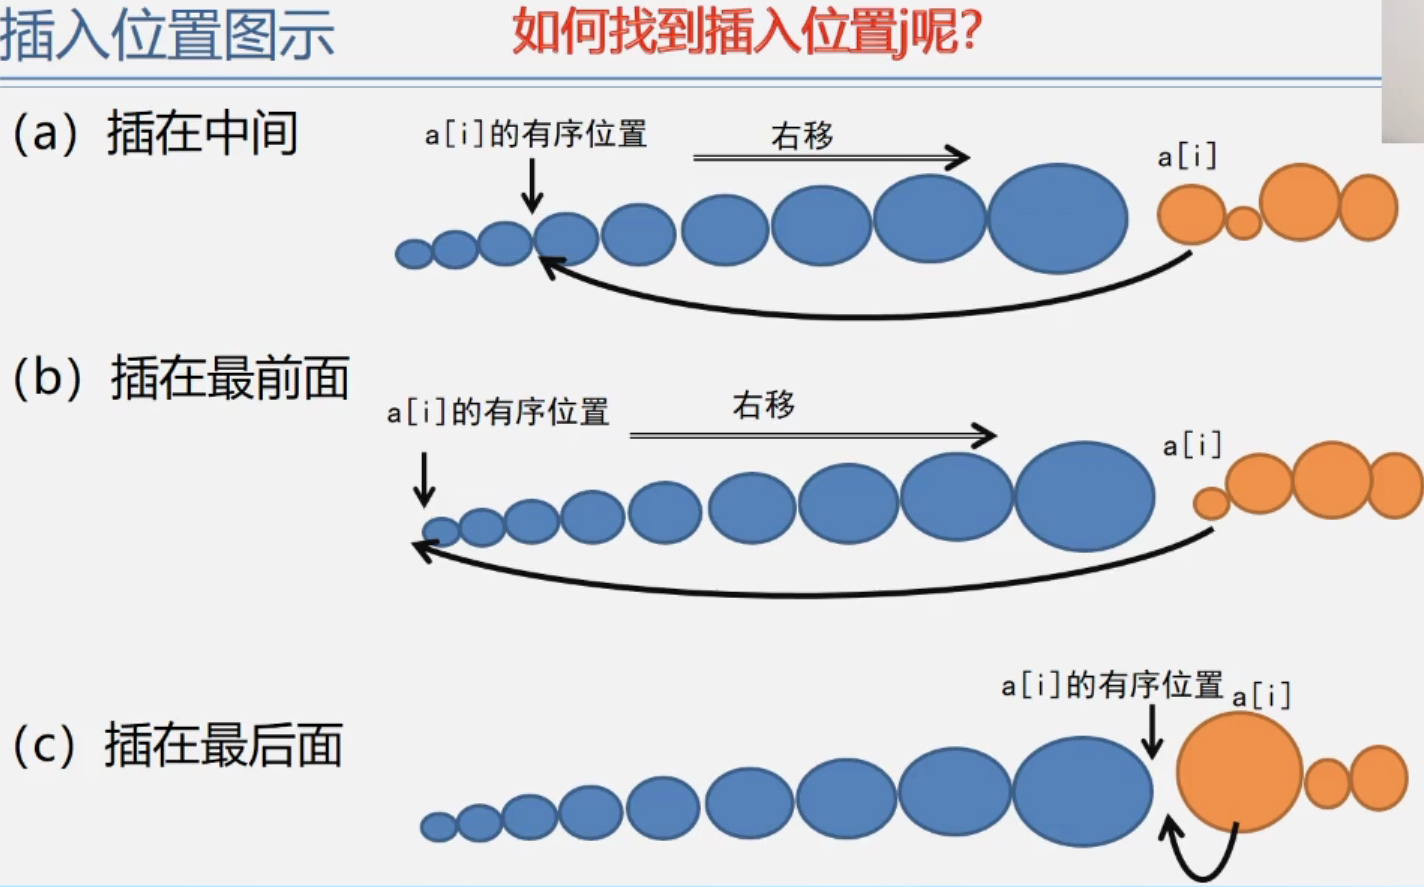 插入位置图示
如何找到插入位置j呢?
(a) 插在中间
a[i]的有序位置
右移
a[i]
(b) 插在最前面
a[i]的有序位置
右移
a[i]
(c) 插在最后面
a[i]的有序位置
a[i]